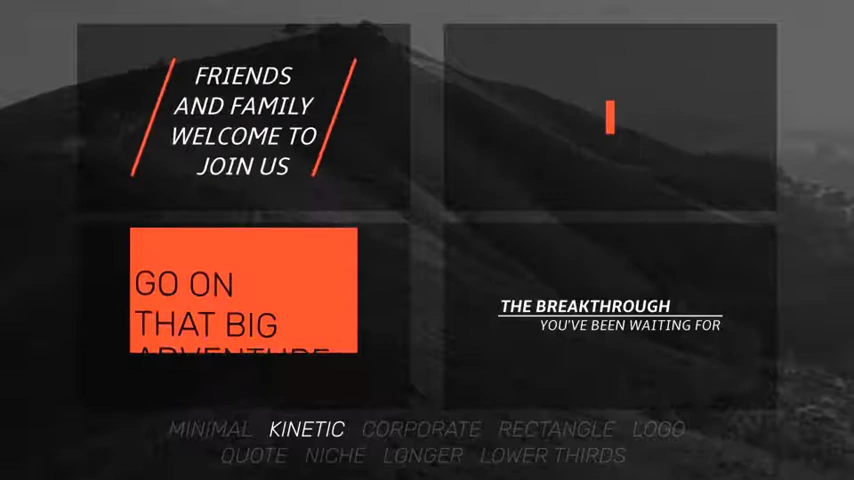 FRIENDS
AND FAMILY
WELCOME TO
JOIN US
GO ON
THAT BIG
ADVENTURE
THE BREAKTHROUGH
YOU'VE BEEN WAITING FOR
MINIMAL KINETIC CORPORATE RECTANGLE LOGO
QUOTE NICHE LONGER LOWER THIRDS